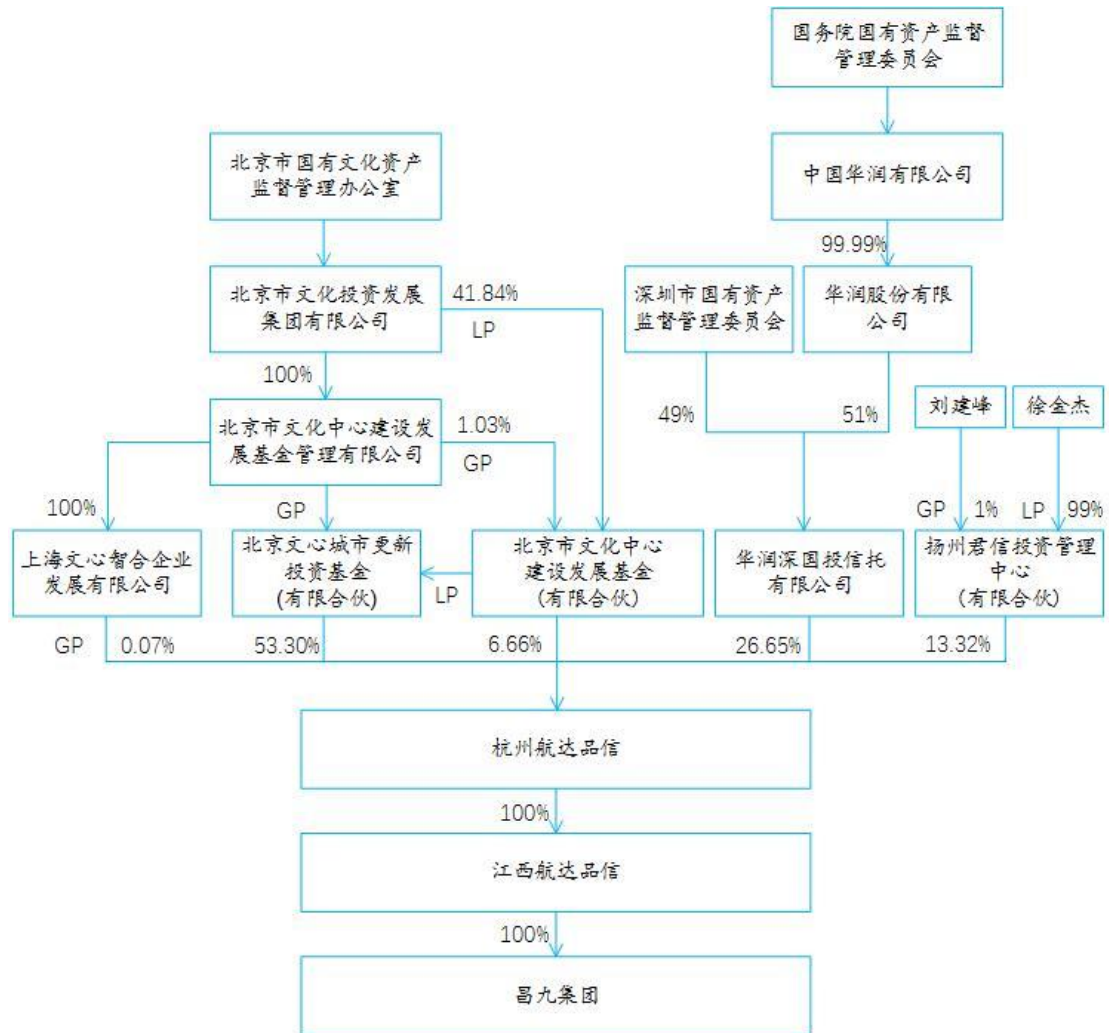 国务院国有资产监督
管理委员会
北京市国有文化资产
监督管理办公室
中国华润有限公司
99.99%
北京市文化投资发展
集团有限公司
41.84%
LP
深圳市国有资产
监督管理委员会
华润股份有限
公司
100%
北京市文化中心建设发
展基金管理有限公司
1.03%
GP
49%
51%
刘建峰
徐金杰
100%
GP
GP
1%
LP
99%
上海文心智合企业
发展有限公司
北京文心城市更新
投资基金
(有限合伙)
LP
北京市文化中心
建设发展基金
(有限合伙)
华润深国投信托
有限公司
扬州君信投资管理
中心
(有限合伙)
GP
0.07%
53.30%
6.66%
26.65%
13.32%
杭州航达品信
100%
江西航达品信
100%
昌九集团